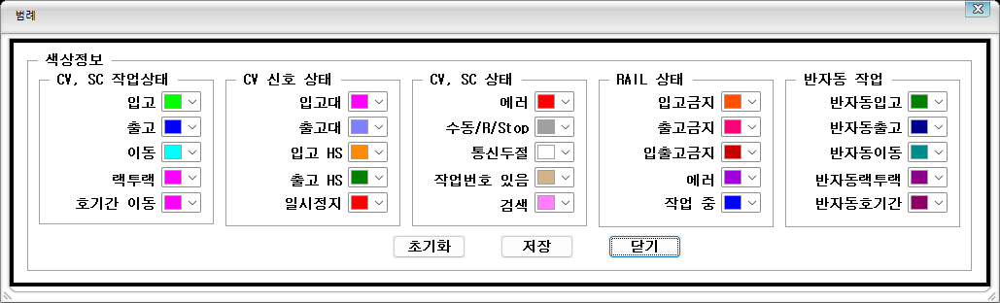 범례
색상정보
CV, SC 작업상태
입고
출고
이동
랙투랙
호기간 이동
CV 신호 상태
입고대
출고대
입고 HS
출고 HS
일시정지
CV, SC 상태
에러
수동/R/Stop
통신두절
작업번호 있음
검색
RAIL 상태
입고금지
출고금지
입출고금지
에러
작업 중
반자동 작업
반자동입고
반자동출고
반자동이동
반자동랙투랙
반자동호기간
초기화
저장
닫기